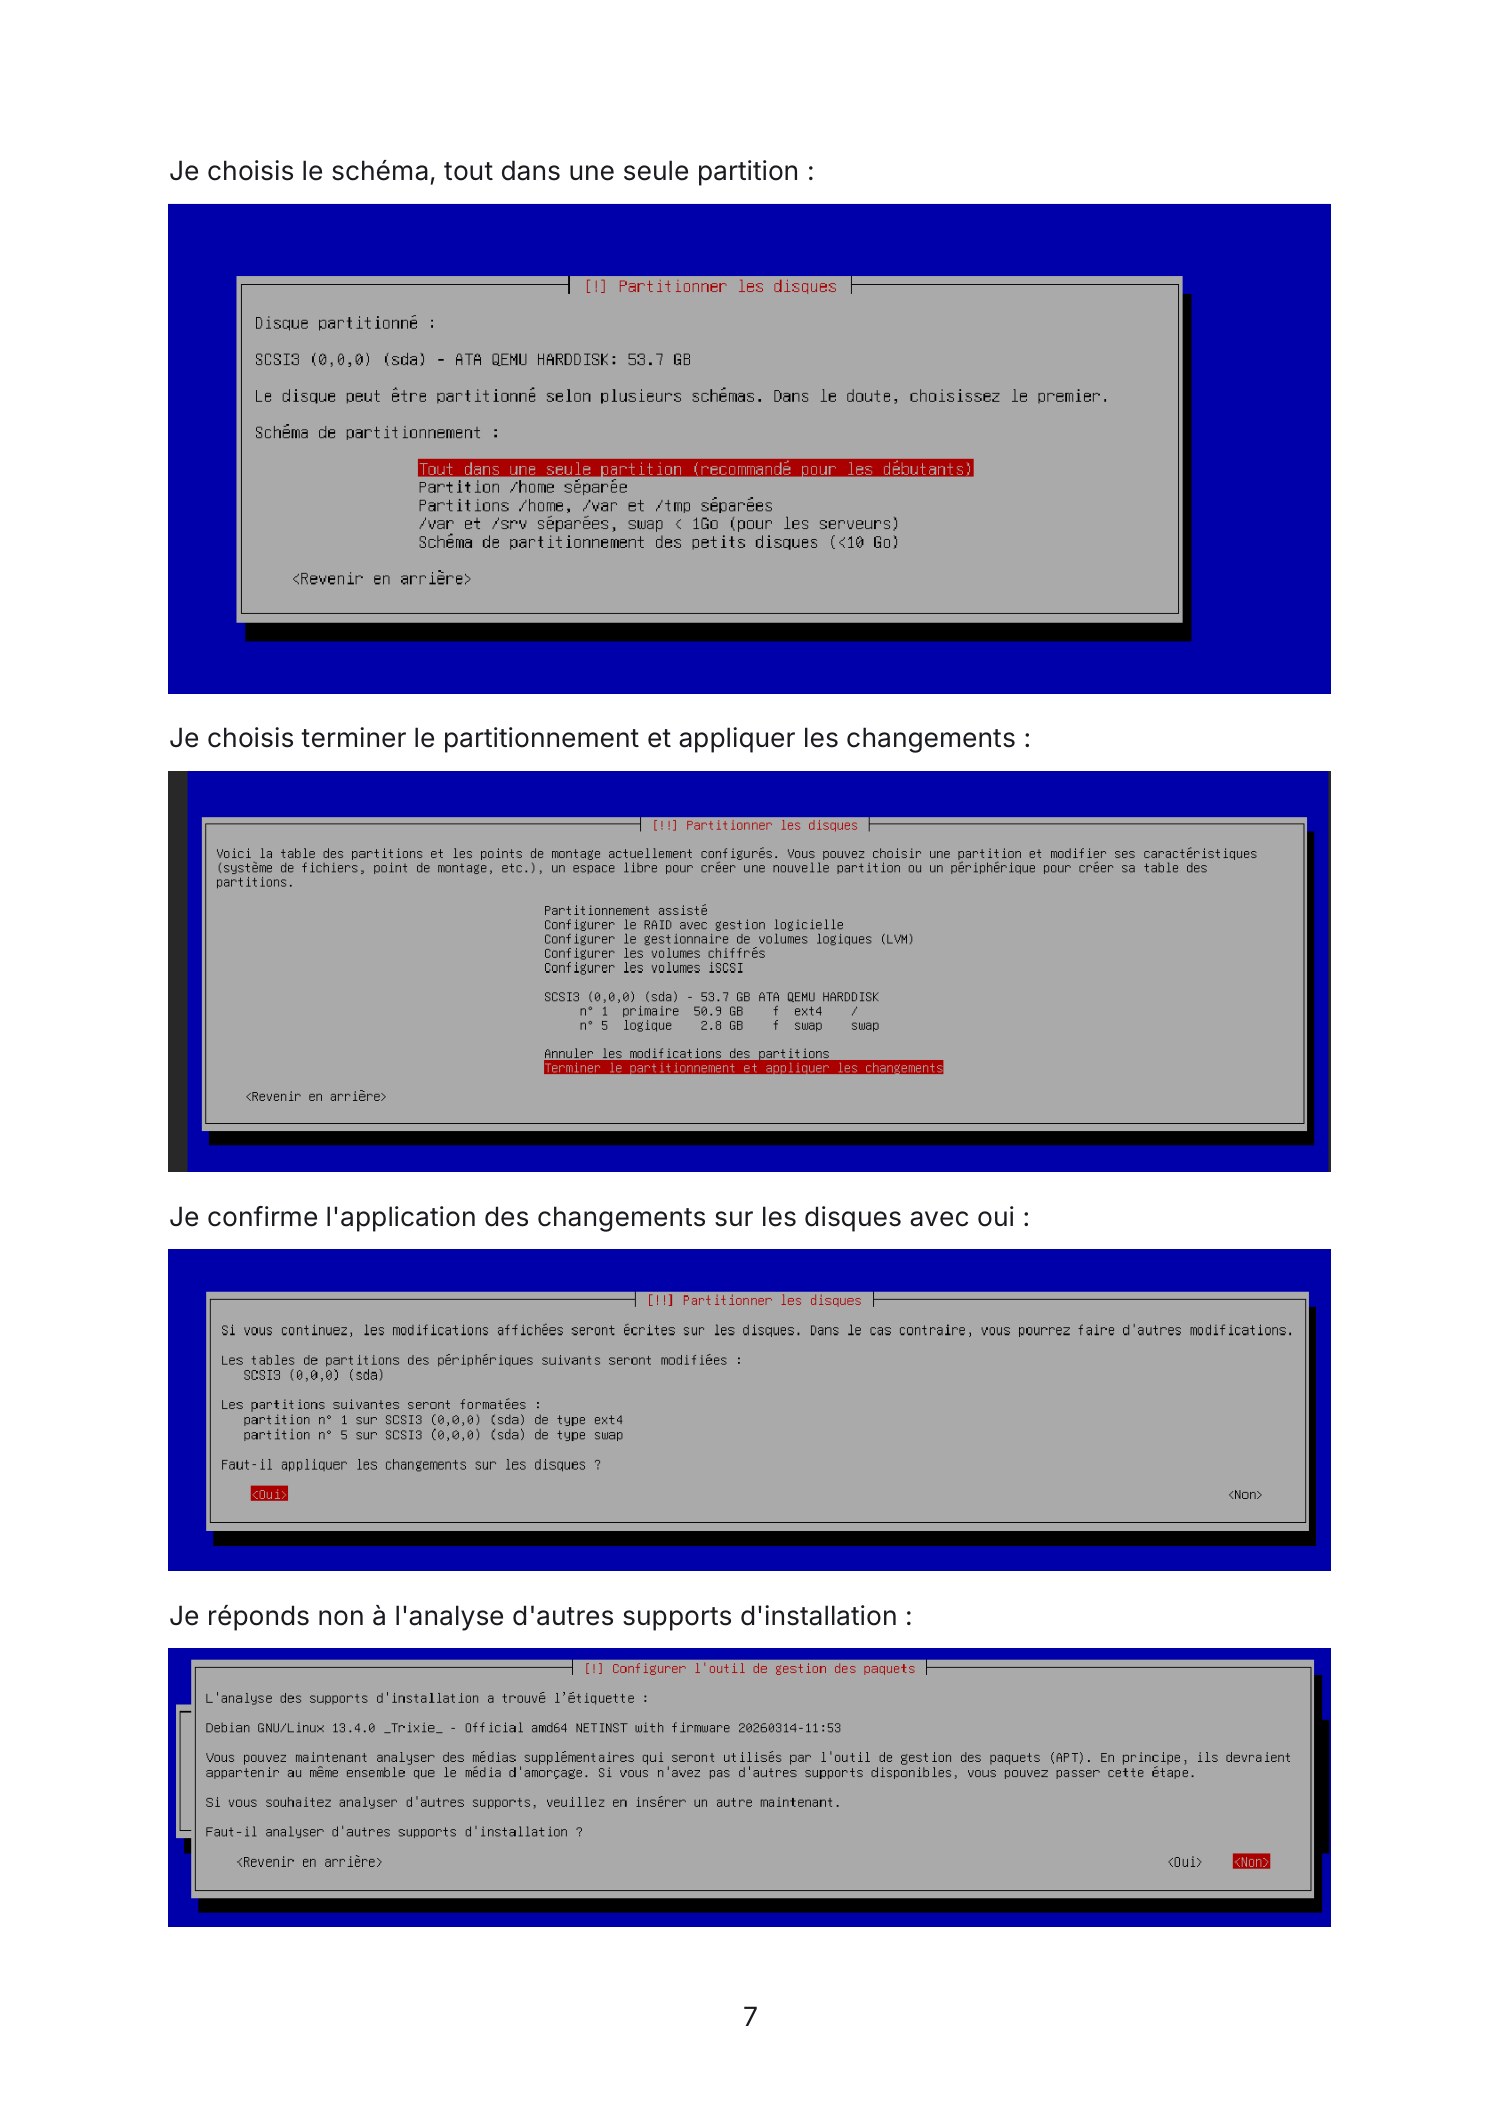 Je choisis le schéma, tout dans une seule partition :
[!] Partitionner les disques
Disque partitionné :
SCSI3 (0,0,0) (sda) - ATA QEMU HARDDISK: 53.7 GB
Le disque peut être partitionné selon plusieurs schémas. Dans le doute, choisissez le premier.
Schéma de partitionnement :
Tout dans une seule partition (recommandé pour les débutants)
Partition /home séparée
Partitions /home, /var et /tmp séparées
/var et /srv séparées, swap < 1Go (pour les serveurs)
Schéma de partitionnement des petits disques (<10 Go)
<Revenir en arrière>
Je choisis terminer le partitionnement et appliquer les changements :
[!!] Partitionner les disques
Voici la table des partitions et les points de montage actuellement configurés. Vous pouvez choisir une partition et modifier ses caractéristiques
(système de fichiers, point de montage, etc.), un espace libre pour créer une nouvelle partition ou un périphérique pour créer sa table des
partitions.
Partitionnement assisté
Configurer le RAID avec gestion logicielle
Configurer le gestionnaire de volumes logiques (LVM)
Configurer les volumes chiffrés
Configurer les volumes iSCSI
SCSI3 (0,0,0) (sda) - 53.7 GB ATA QEMU HARDDISK
n° 1 primaire 50.9 GB f ext4 /
n° 5 logique 2.8 GB f swap swap
Annuler les modifications des partitions
Terminer le partitionnement et appliquer les changements
<Revenir en arrière>
Je confirme l'application des changements sur les disques avec oui :
[!!] Partitionner les disques
Si vous continuez, les modifications affichées seront écrites sur les disques. Dans le cas contraire, vous pourrez faire d'autres modifications.
Les tables de partitions des périphériques suivants seront modifiées :
SCSI3 (0,0,0) (sda)
Les partitions suivantes seront formatées :
partition n° 1 sur SCSI3 (0,0,0) (sda) de type ext4
partition n° 5 sur SCSI3 (0,0,0) (sda) de type swap
Faut-il appliquer les changements sur les disques ?
<Oui> <Non>
Je réponds non à l'analyse d'autres supports d'installation :
[!] Configurer l'outil de gestion des paquets
L'analyse des supports d'installation a trouvé l'étiquette :
Debian GNU/Linux 13.4.0 _Trixie_ - Official amd64 NETINST with firmware 20260314-11:53
Vous pouvez maintenant analyser des médias supplémentaires qui seront utilisés par l'outil de gestion des paquets (APT). En principe, ils devraient
appartenir au même ensemble que le média d'amorçage. Si vous n'avez pas d'autres supports disponibles, vous pouvez passer cette étape.
Si vous souhaitez analyser d'autres supports, veuillez en insérer un autre maintenant.
Faut-il analyser d'autres supports d'installation ?
<Revenir en arrière> <Oui> <Non>
7